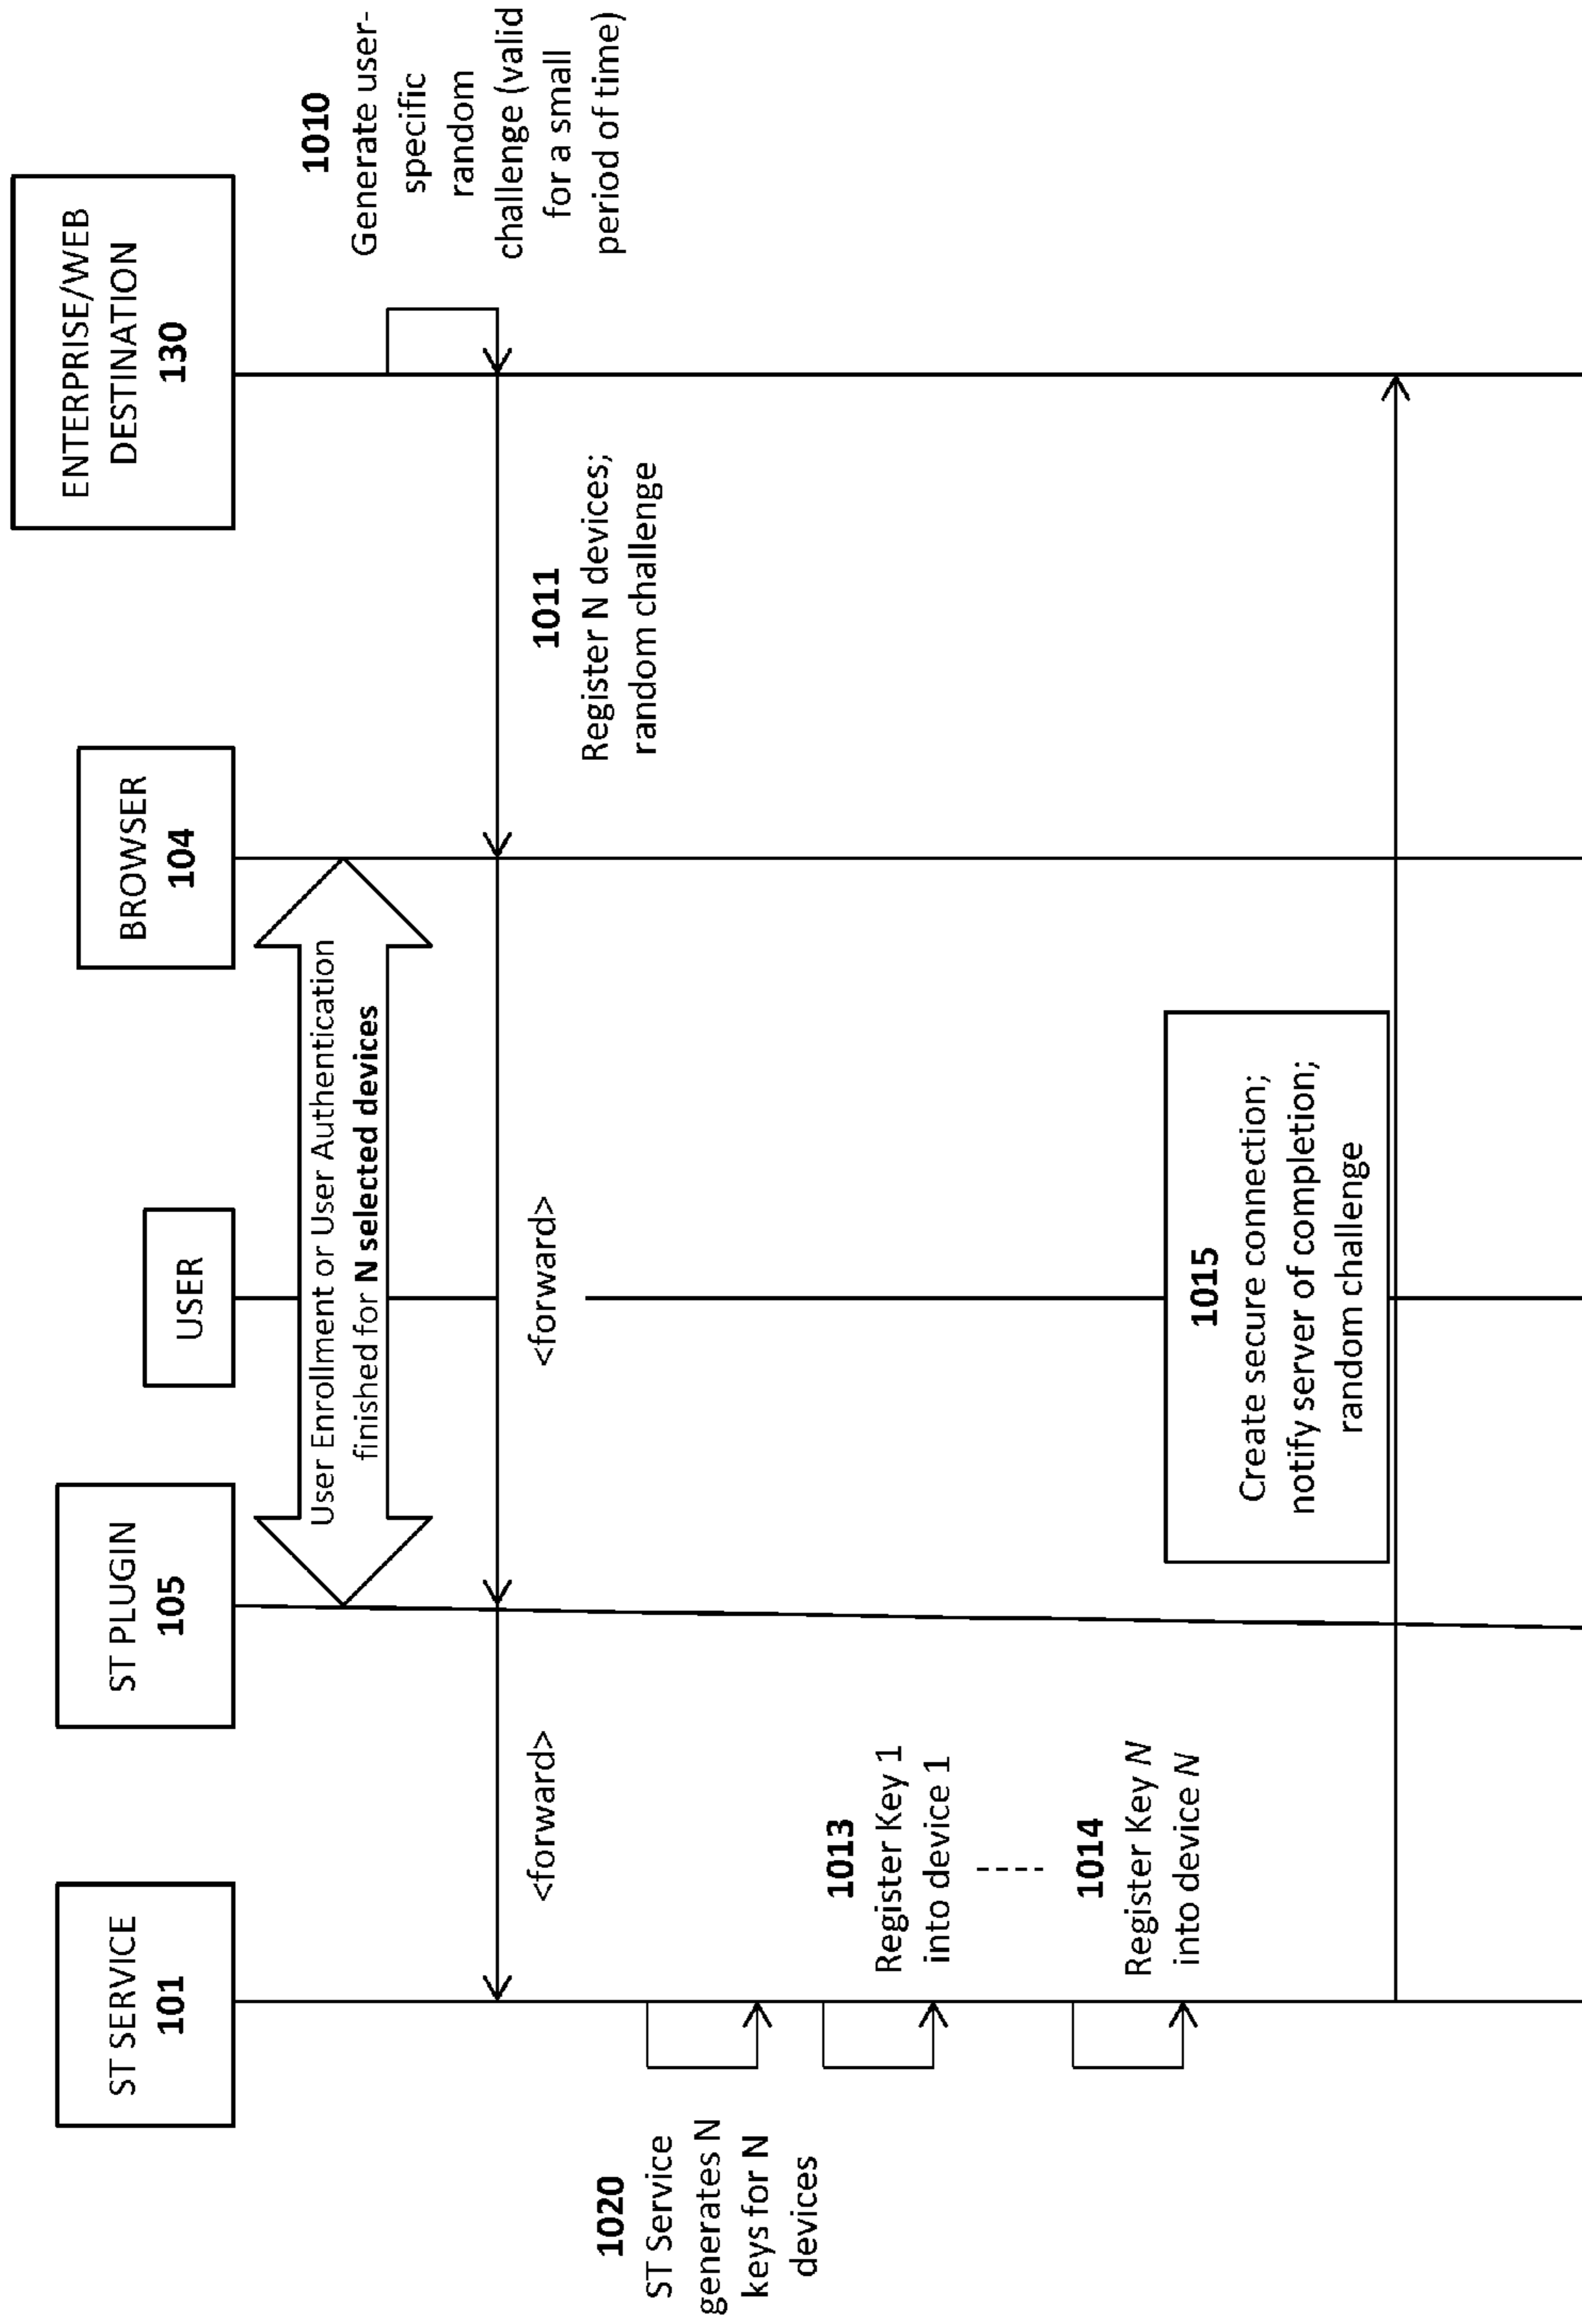 ST SERVICE
101
ST PLUGIN
105
USER
BROWSER
104
ENTERPRISE/WEB
DESTINATION
130
User Enrollment or User Authentication
finished for N selected devices
1010
Generate user-
specific
random
challenge (valid
for a small
period of time)
1011
Register N devices;
random challenge
<forward>
<forward>
1020
ST Service
generates N
keys for N
devices
1013
Register Key 1
into device 1
1014
Register Key N
into device N
1015
Create secure connection;
notify server of completion;
random challenge